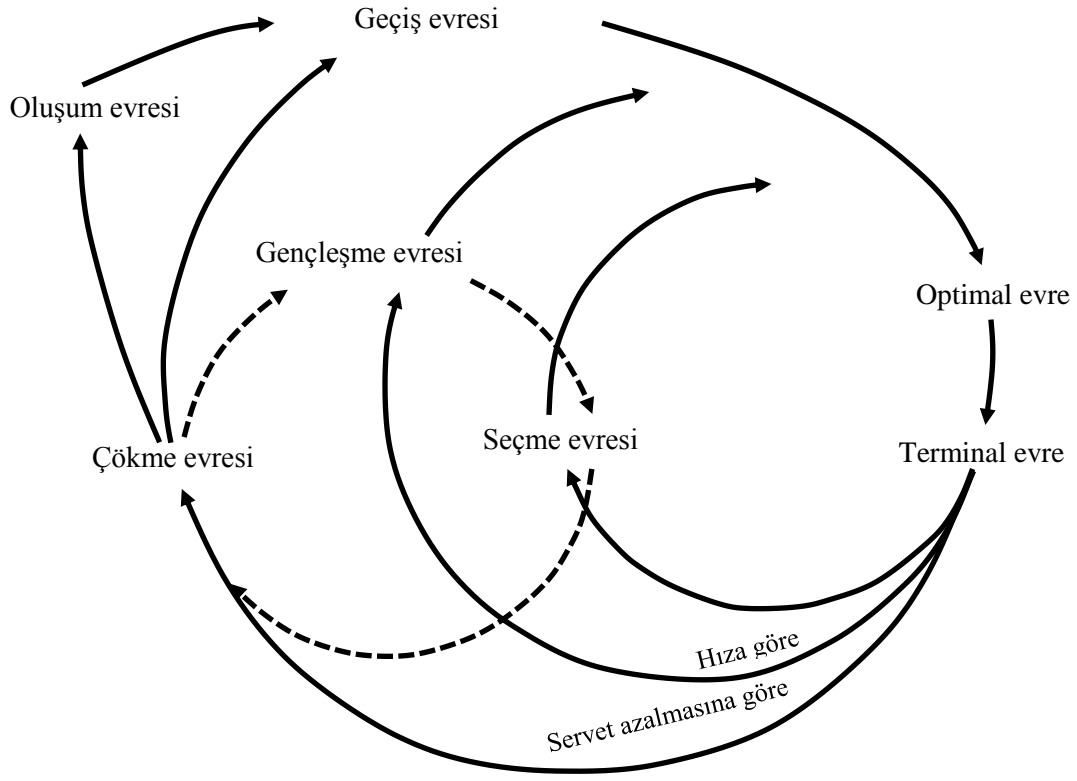 Geçiş evresi
Oluşum evresi
Gençleşme evresi
Optimal evre
Seçme evresi
Terminal evre
Çökme evresi
Hıza göre
Servet azalmasına göre